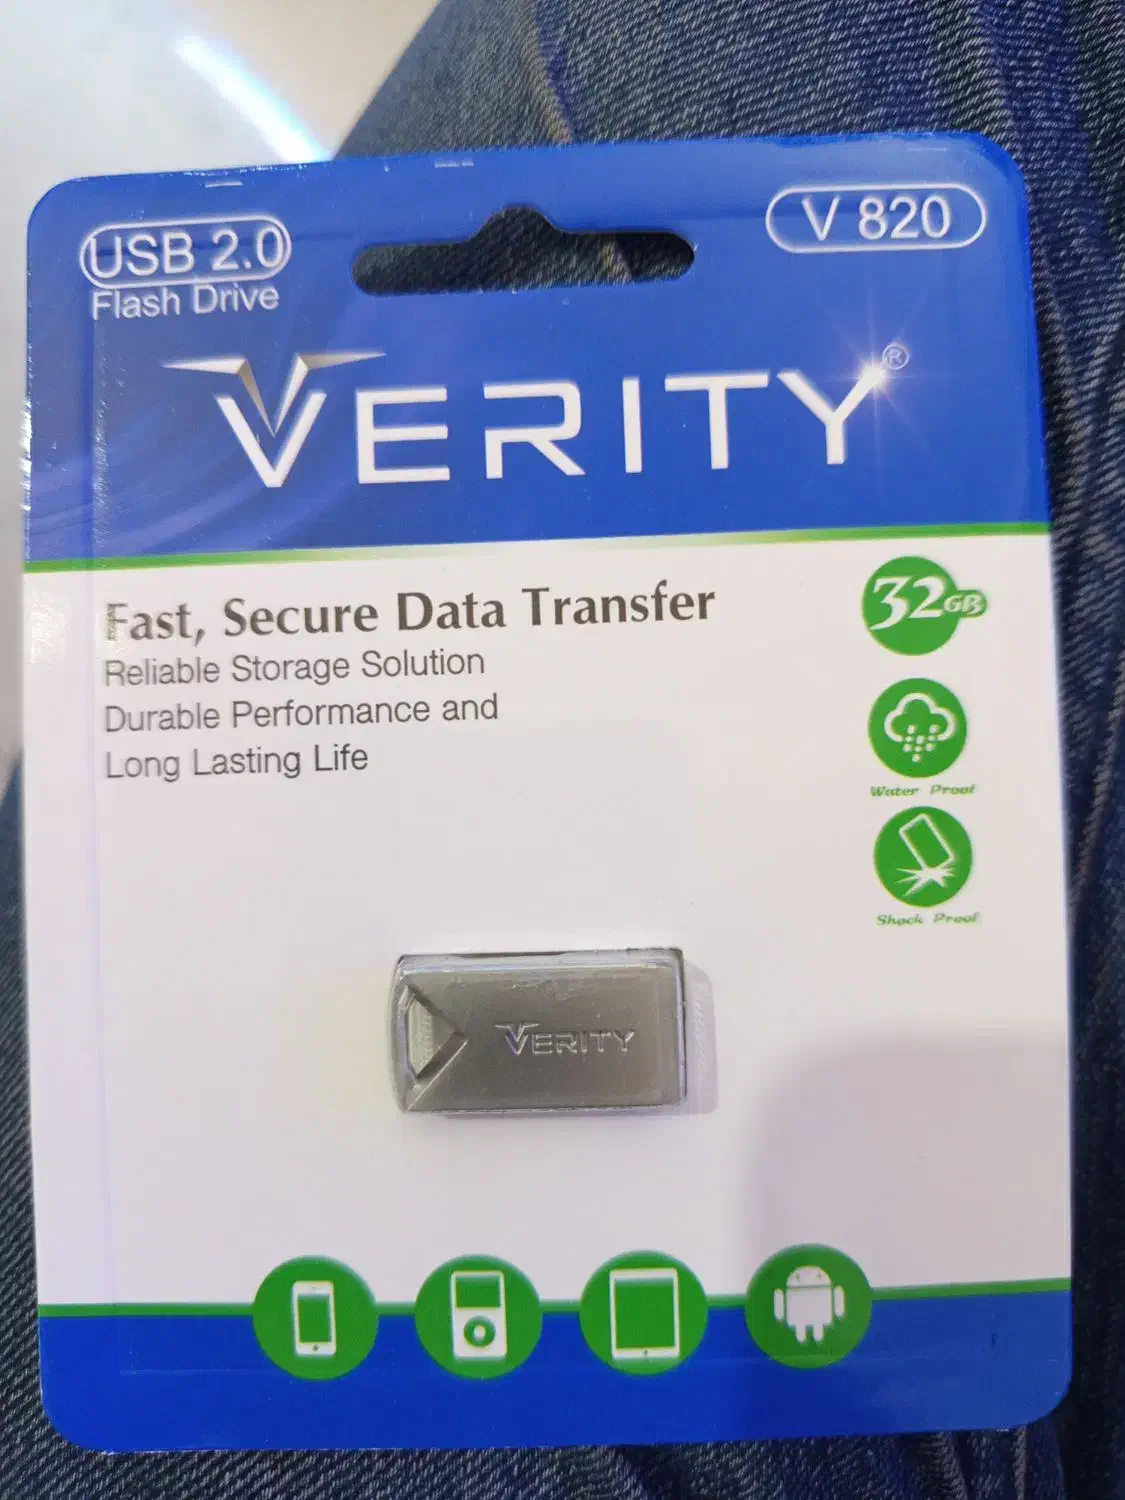 USB 2.0
Flash Drive
V 820
VERITY®
Fast, Secure Data Transfer
Reliable Storage Solution
Durable Performance and
Long Lasting Life
32GB
Water Proof
Shock Proof
VERITY